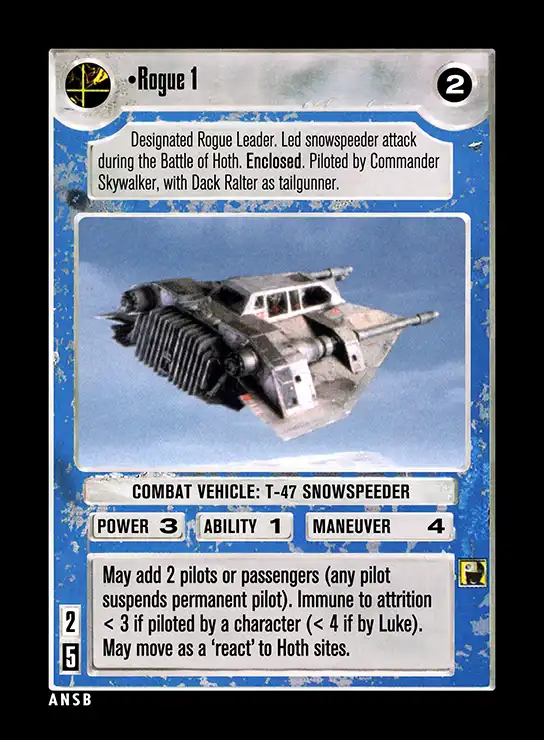 •Rogue 1
2
Designated Rogue Leader. Led snowspeeder attack
during the Battle of Hoth. Enclosed. Piloted by Commander
Skywalker, with Dack Ralter as tailgunner.
COMBAT VEHICLE: T-47 SNOWSPEEDER
POWER 3 ABILITY 1 MANEUVER 4
May add 2 pilots or passengers (any pilot
suspends permanent pilot). Immune to attrition
< 3 if piloted by a character (< 4 if by Luke).
May move as a ‘react’ to Hoth sites.
2
5
ANSB